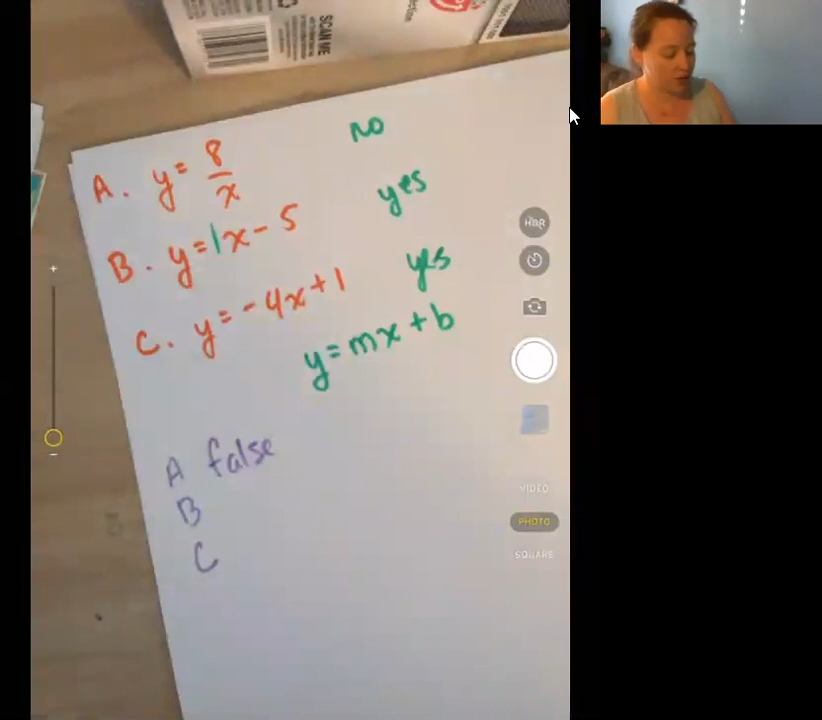 SCAN ME
A. y = 8/x no
B. y = 1x - 5 yes
C. y = -4x + 1 yes
y = mx + b
A false
B
C
HDR
VIDEO
PHOTO
SQUARE